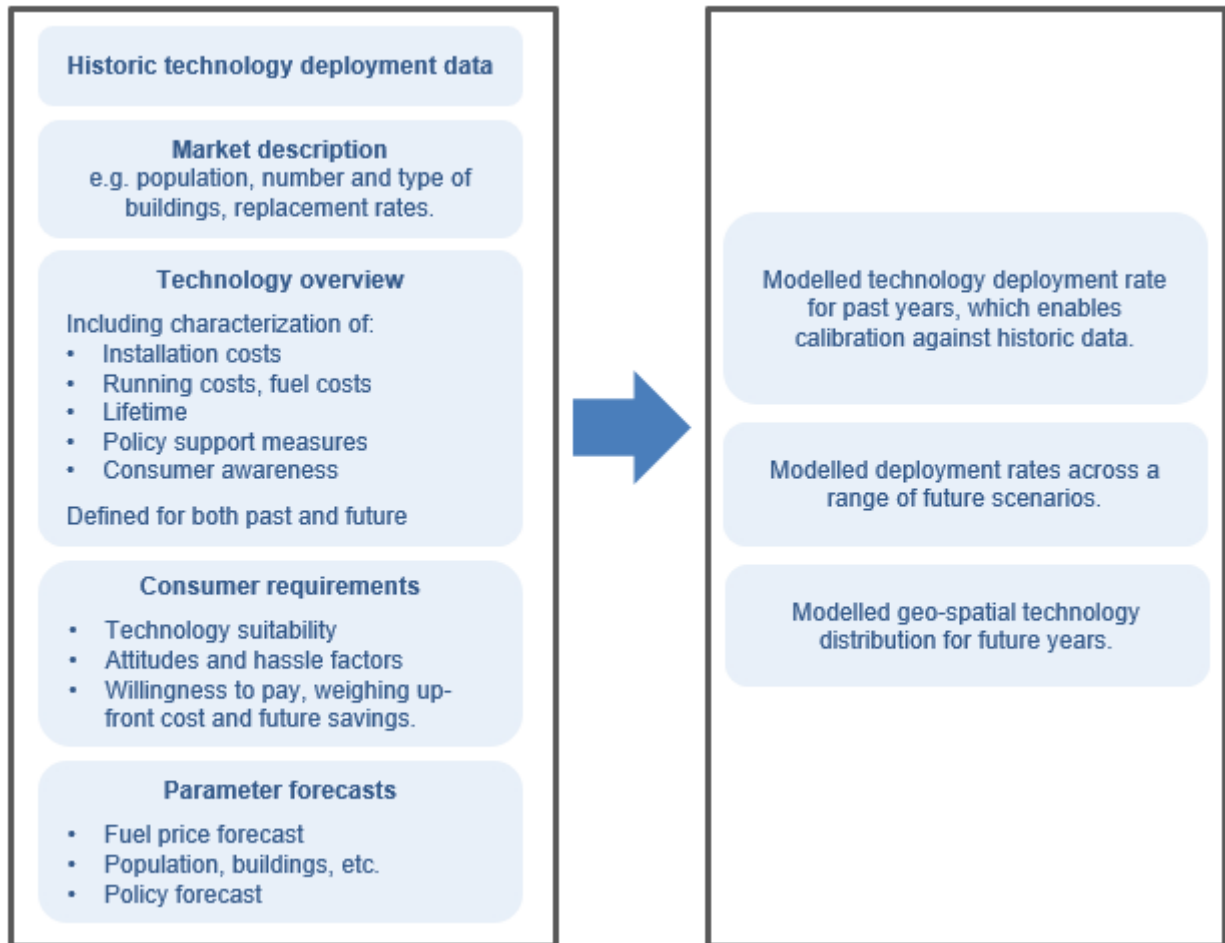 Historic technology deployment data
Market description
e.g. population, number and type of
buildings, replacement rates.
Technology overview
Including characterization of:
• Installation costs
• Running costs, fuel costs
• Lifetime
• Policy support measures
• Consumer awareness
Defined for both past and future
Consumer requirements
• Technology suitability
• Attitudes and hassle factors
• Willingness to pay, weighing up-
front cost and future savings.
Parameter forecasts
• Fuel price forecast
• Population, buildings, etc.
• Policy forecast
Modelled technology deployment rate
for past years, which enables
calibration against historic data.
Modelled deployment rates across a
range of future scenarios.
Modelled geo-spatial technology
distribution for future years.